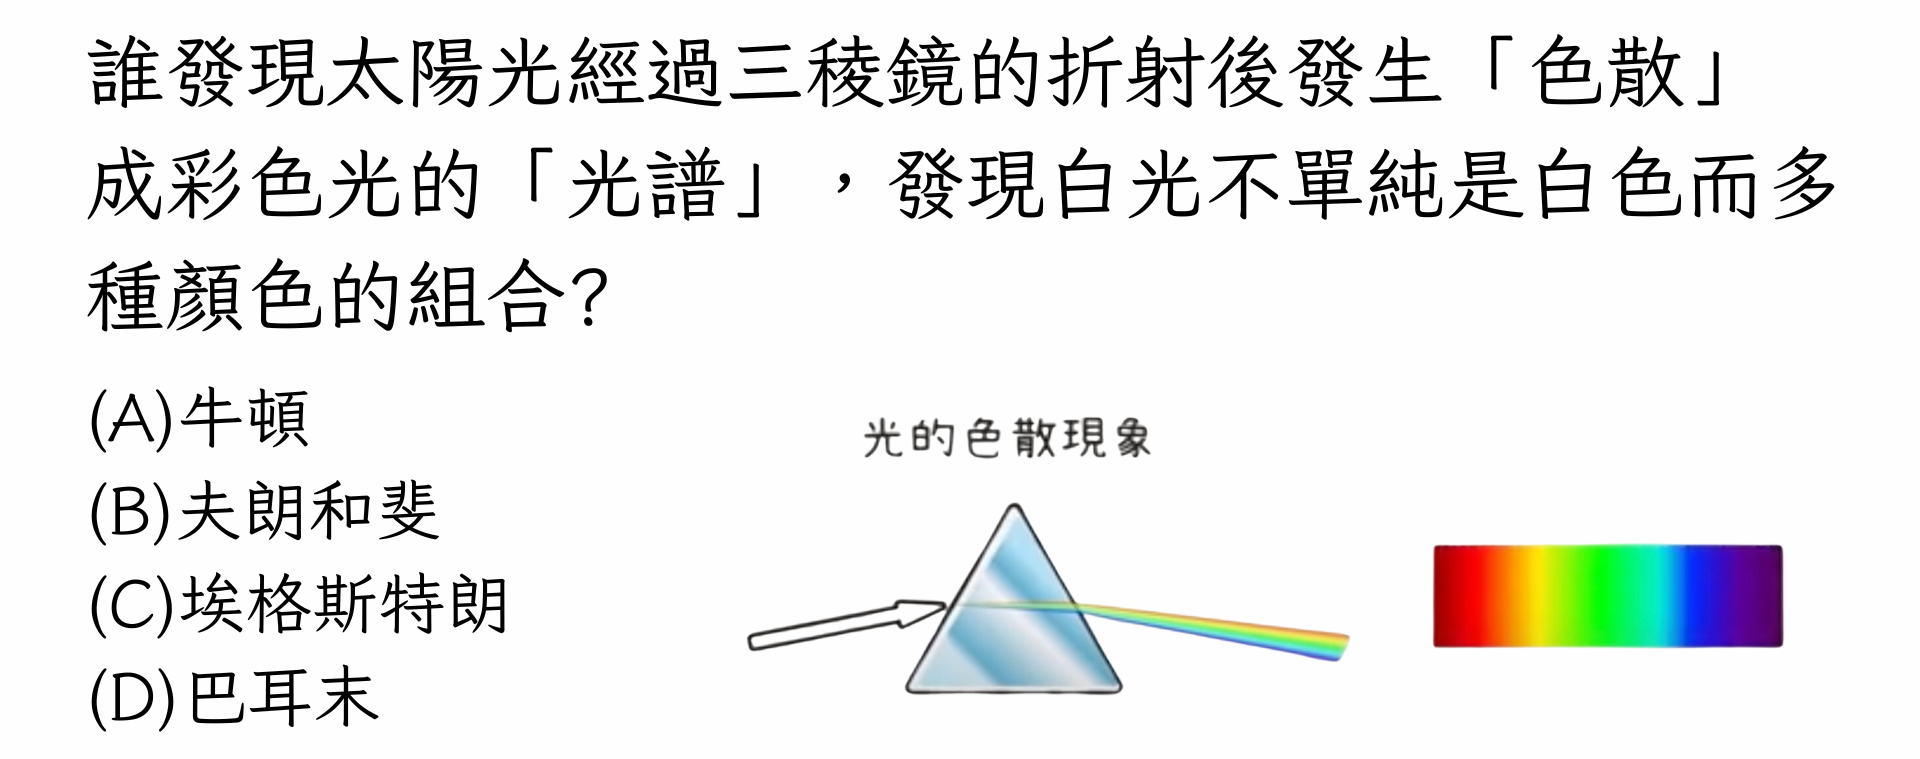 誰發現太陽光經過三稜鏡的折射後發生「色散」
成彩色光的「光譜」，發現白光不單純是白色而多
種顏色的組合?
(A)牛頓
(B)夫朗和斐
(C)埃格斯特朗
(D)巴耳末
光的色散現象